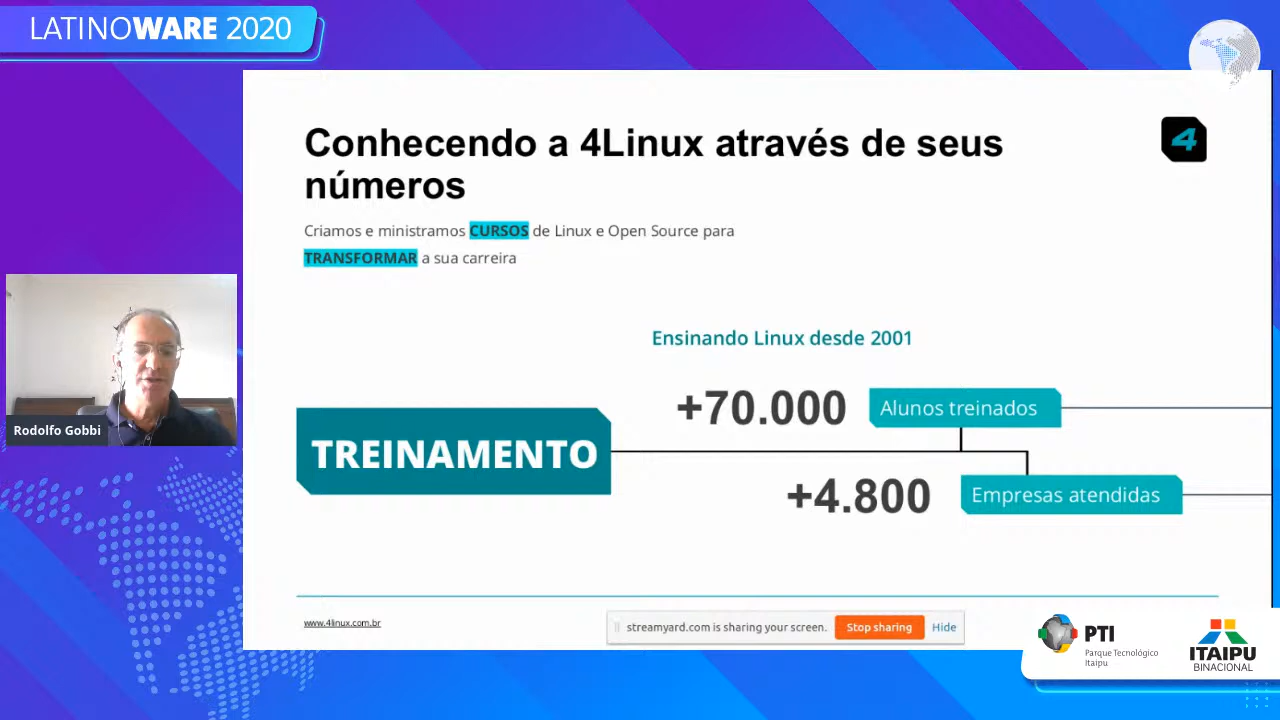 LATINOWARE 2020
Conhecendo a 4Linux através de seus
números
4
Criamos e ministramos CURSOS de Linux e Open Source para
TRANSFORMAR a sua carreira
Ensinando Linux desde 2001
+70.000 Alunos treinados
TREINAMENTO
+4.800 Empresas atendidas
Rodolfo Gobbi
www.4linux.com.br
streamyard.com is sharing your screen. Stop sharing Hide
PTI
Parque Tecnológico
Itaipu
ITAIPU
BINACIONAL